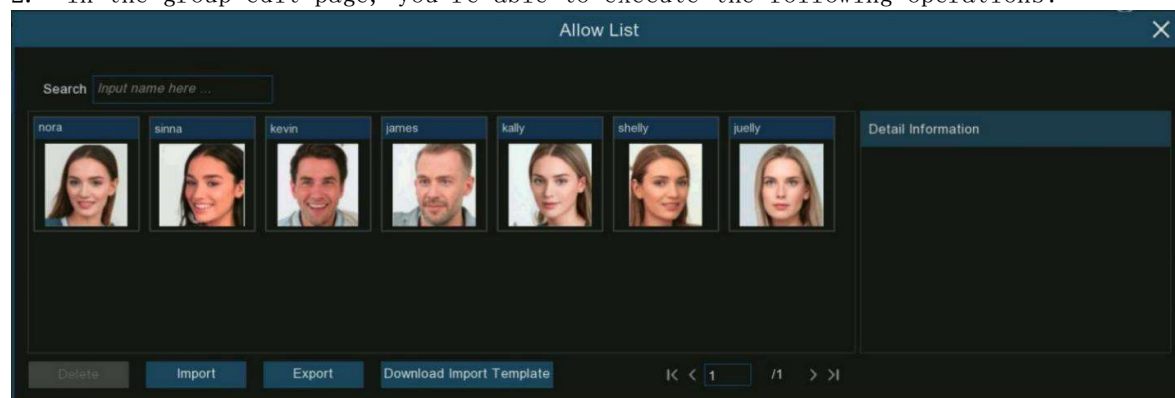 2. In the group edit page, you're able to execute the following operations:
Allow List
Search Input name here ...
nora sinna kevin james kally shelly juelly
Detail Information
Delete Import Export Download Import Template 1 /1